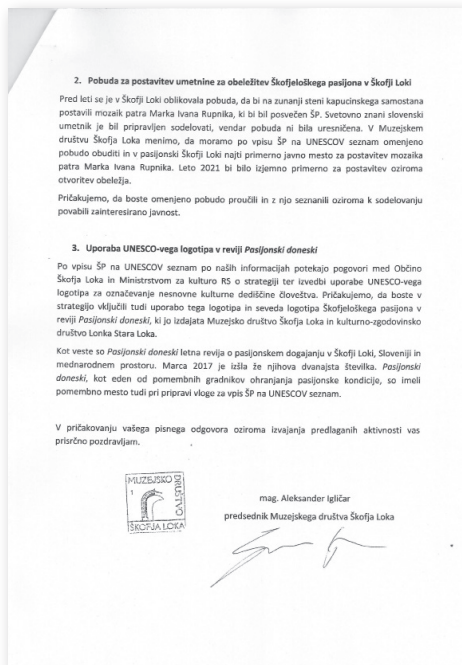 2. Pobuda za postavitev umetnine za obeležitev Škofjeloškega pasijona v Škofji Loki
Pred leti se je v Škofji Loki oblikovala pobuda, da bi na zunanji steni kapucinskega samostana
postavili mozaik patra Marka Ivana Rupnika, ki bi bil posvečen ŠP. Svetovno znani slovenski
umetnik je bil pripravljen sodelovati, vendar pobuda ni bila uresničena. V Muzejskem
društvu Škofja Loka menimo, da moramo po vpisu ŠP na UNESCOV seznam omenjeno
pobudo obuditi in v pasijonski Škofji Loki najti primerno javno mesto za postavitev mozaika
patra Marka Ivana Rupnika. Leto 2021 bi bilo izjemno primerno za postavitev oziroma
otvoritev obeležja.
Pričakujemo, da boste omenjeno pobudo proučili in z njo seznanili oziroma k sodelovanju
povabili zainteresirano javnost.
3. Uporaba UNESCO-vega logotipa v reviji Pasijonski doneski
Po vpisu ŠP na UNESCOV seznam po naših informacijah potekajo pogovori med Občino
Škofja Loka in Ministrstvom za kulturo RS o strategiji ter izvedbi uporabe UNESCO-vega
logotipa za označevanje nesnovne kulturne dediščine človeštva. Pričakujemo, da boste v
strategijo vključili tudi uporabo tega logotipa in seveda logotipa Škofjeloškega pasijona v
reviji Pasijonski doneski, ki jo izdajata Muzejsko društvo Škofja Loka in kulturno-zgodovinsko
društvo Lonka Stara Loka.
Kot veste so Pasijonski doneski letna revija o pasijonskem dogajanju v Škofji Loki, Sloveniji in
mednarodnem prostoru. Marca 2017 je izšla že njihova dvanajsta številka. Pasijonski
doneski, kot eden od pomembnih gradnikov ohranjanja pasijonske kondicije, so imeli
pomembno mesto tudi pri pripravi vloge za vpis ŠP na UNESCOV seznam.
V pričakovanju vašega pisnega odgovora oziroma izvajanja predlaganih aktivnosti vas
prisrčno pozdravljam.
MUZEJSKO
DRUŠTVO
1
ŠKOFJA LOKA
mag. Aleksander Igličar
predsednik Muzejskega društva Škofja Loka